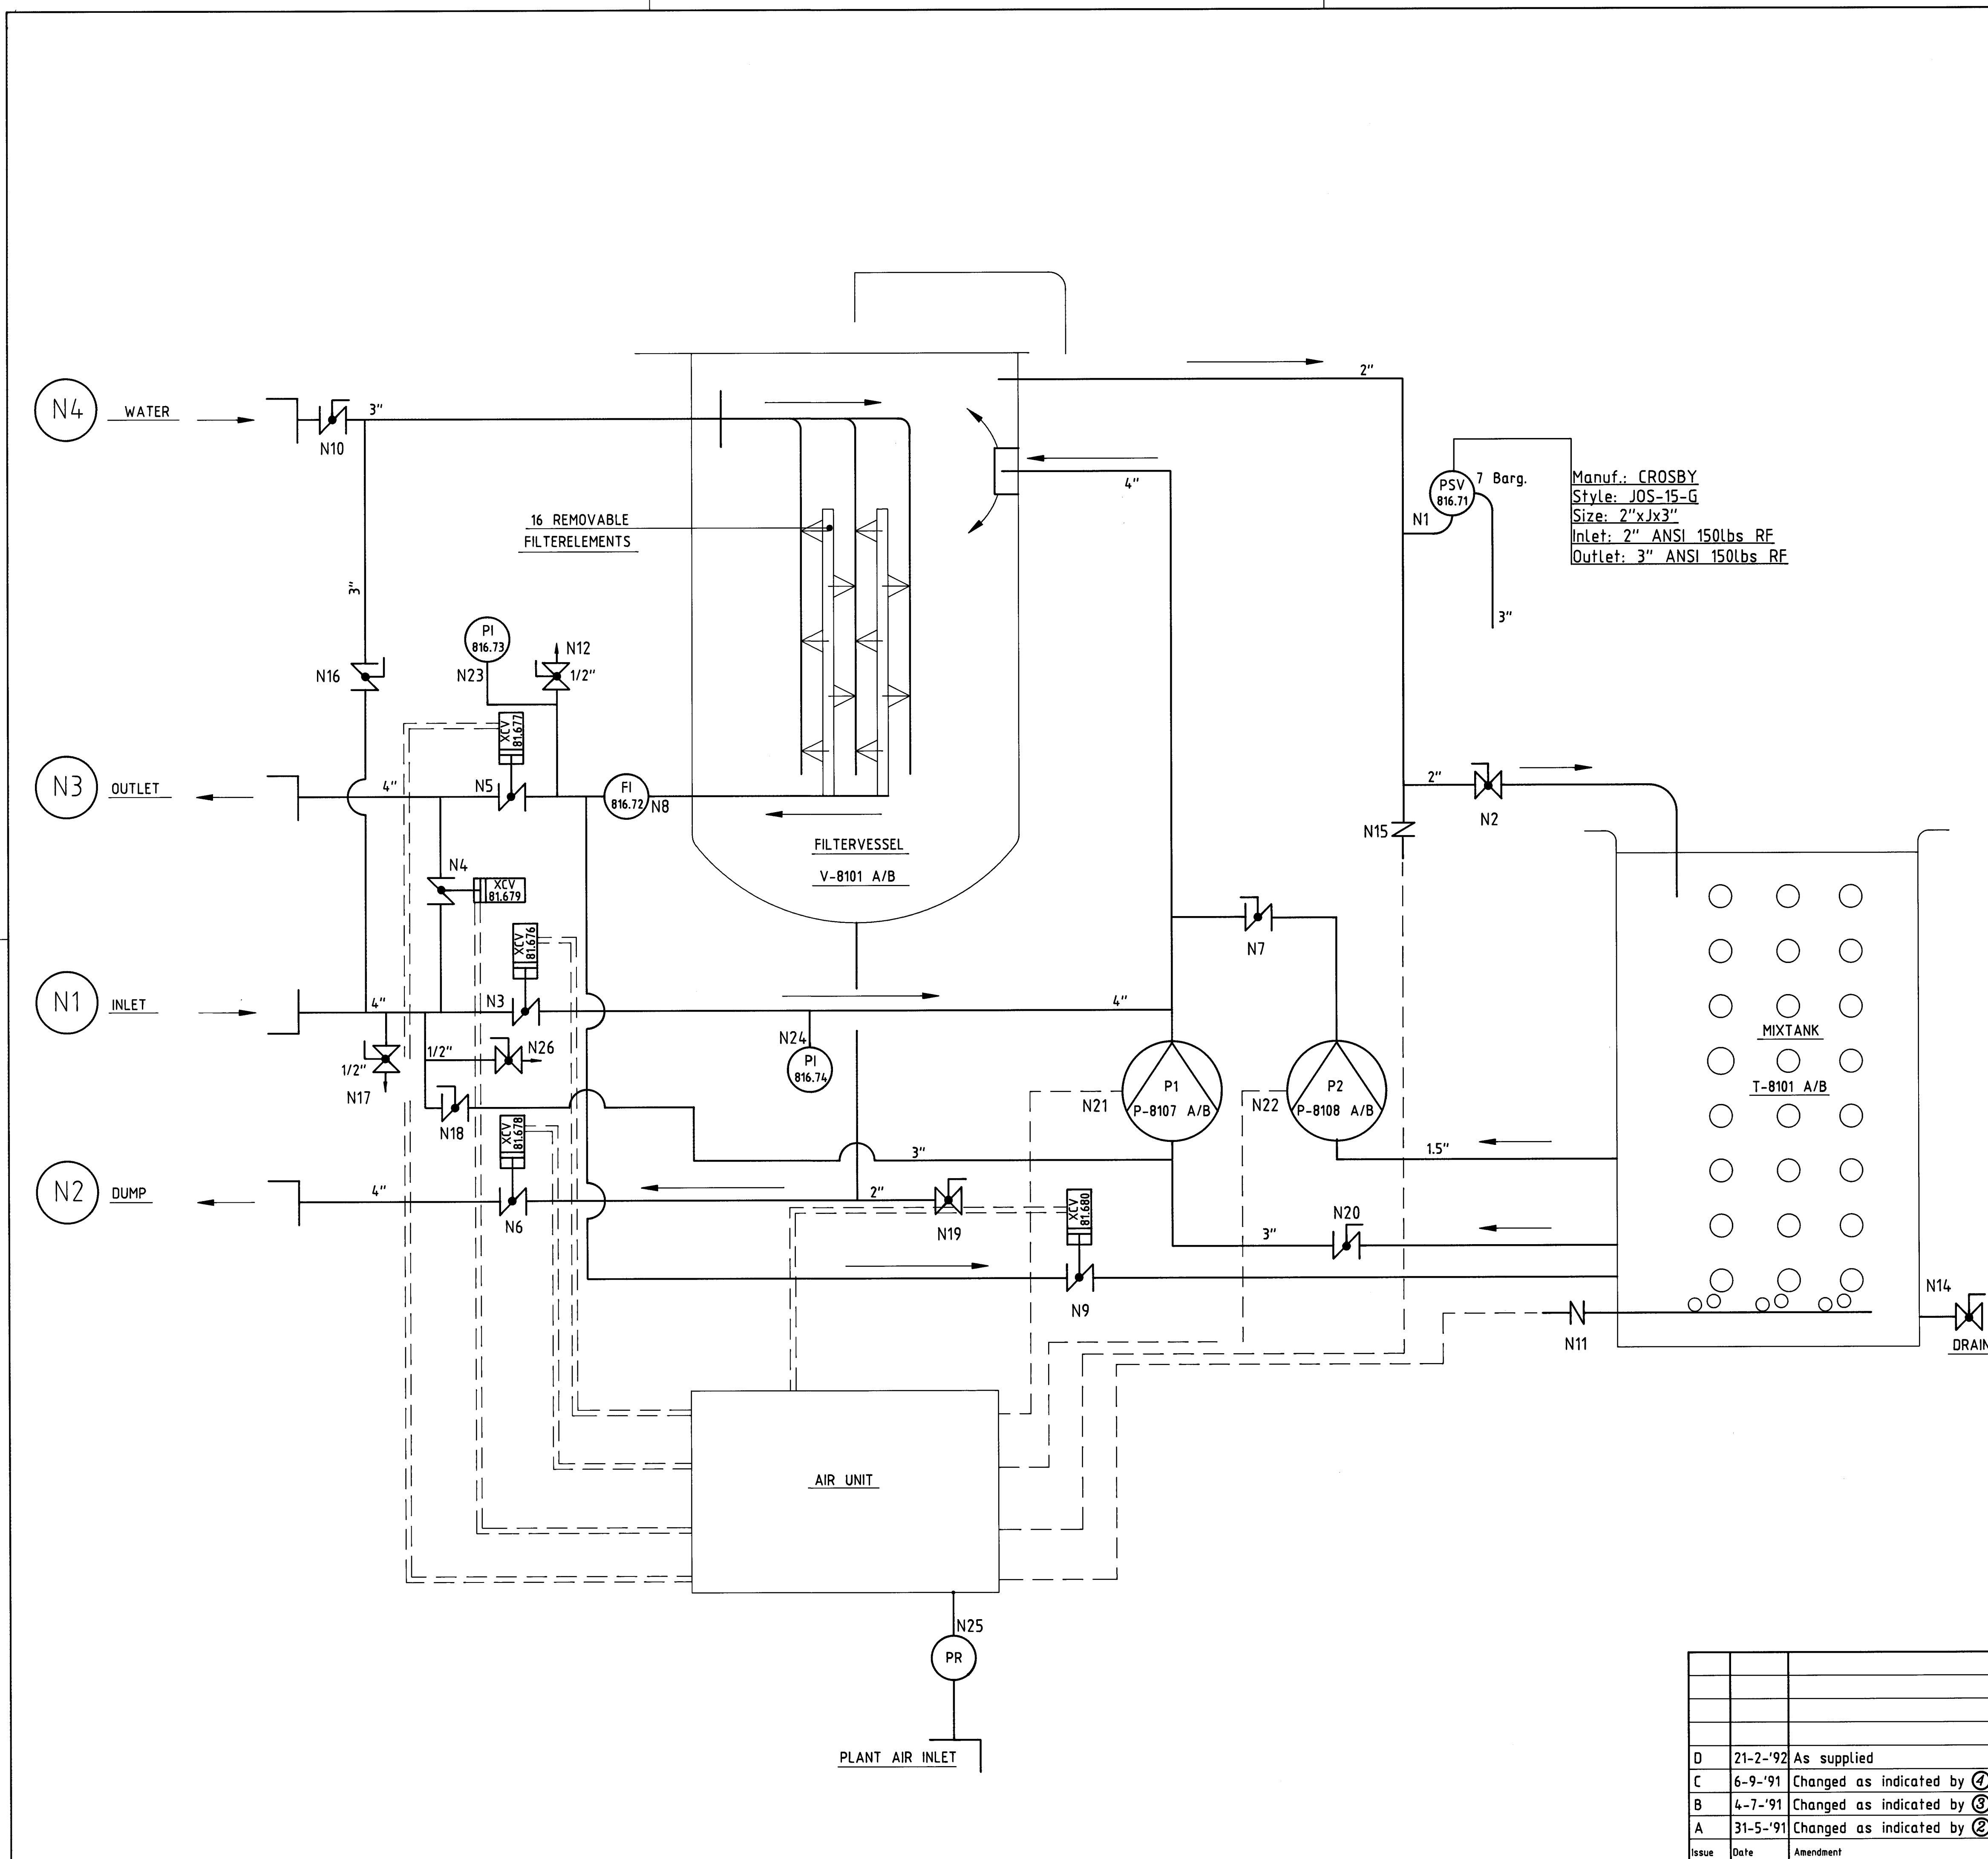 N4 WATER
3"
N10
2"
4"
PSV
816.71
7 Barg.
N1
Manuf.: CROSBY
Style: JOS-15-G
Size: 2"xJx3"
Inlet: 2" ANSI 150lbs RF
Outlet: 3" ANSI 150lbs RF
3"
16 REMOVABLE
FILTERELEMENTS
3"
PI
816.73
N23
N12
1/2"
N16
XCV
81.677
N3 OUTLET
4"
N5
FI
816.72
N8
2"
N2
N15
FILTERVESSEL
V-8101 A/B
N4
XCV
81.679
XCV
81.676
N7
N1 INLET
4"
N3
4"
MIXTANK
T-8101 A/B
N24
PI
816.74
1/2"
N17
1/2"
N26
N18
N21
P1
P-8107 A/B
N22
P2
P-8108 A/B
XCV
81.678
3"
1.5"
N2 DUMP
4"
N6
2"
N19
XCV
81.680
N20
3"
N9
N11
N14
DRAIN
AIR UNIT
N25
PR
PLANT AIR INLET
D 21-2-'92 As supplied
C 6-9-'91 Changed as indicated by 4
B 4-7-'91 Changed as indicated by 3
A 31-5-'91 Changed as indicated by 2
Issue Date Amendment